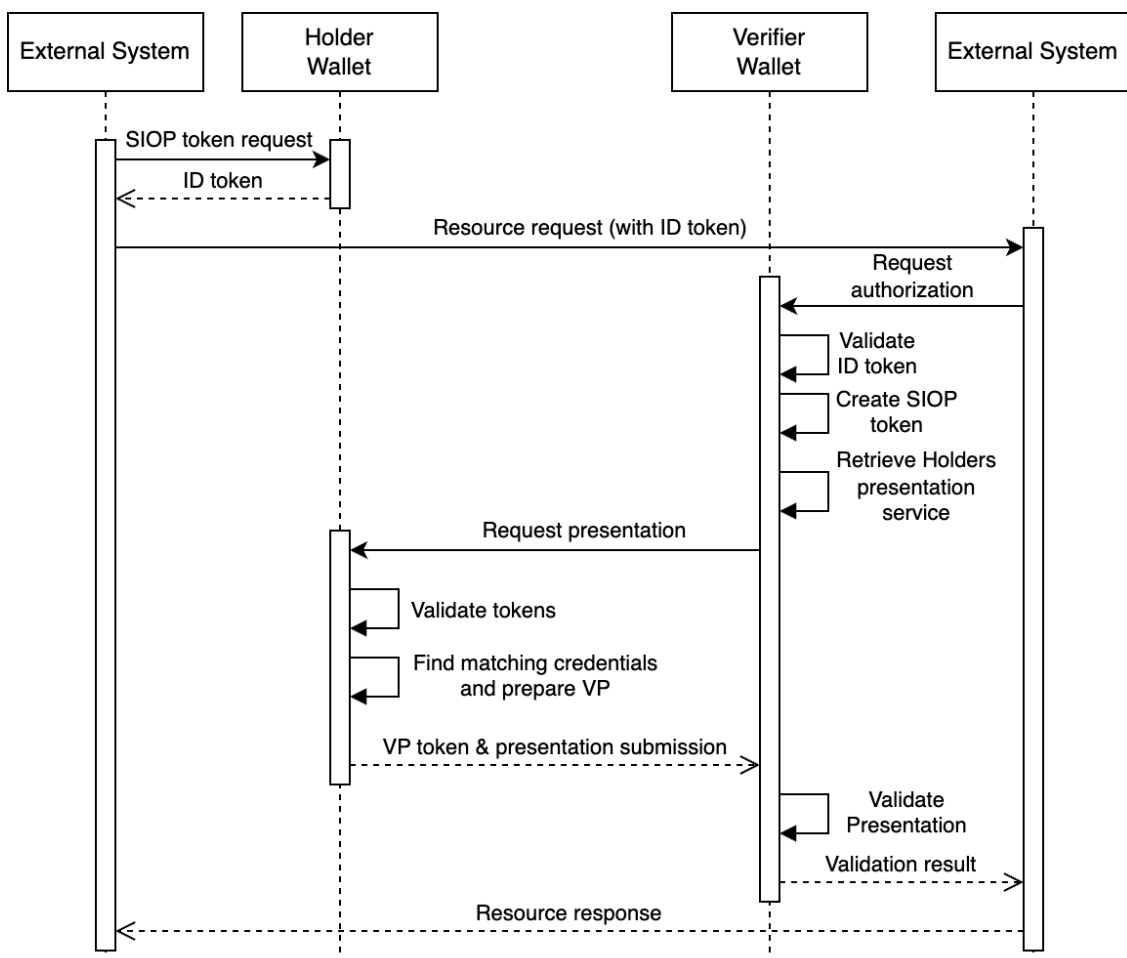 External System
Holder
Wallet
Verifier
Wallet
External System
SIOP token request
ID token
Resource request (with ID token)
Request
authorization
Validate
ID token
Create SIOP
token
Retrieve Holders
presentation
service
Request presentation
Validate tokens
Find matching credentials
and prepare VP
VP token & presentation submission
Validate
Presentation
Validation result
Resource response